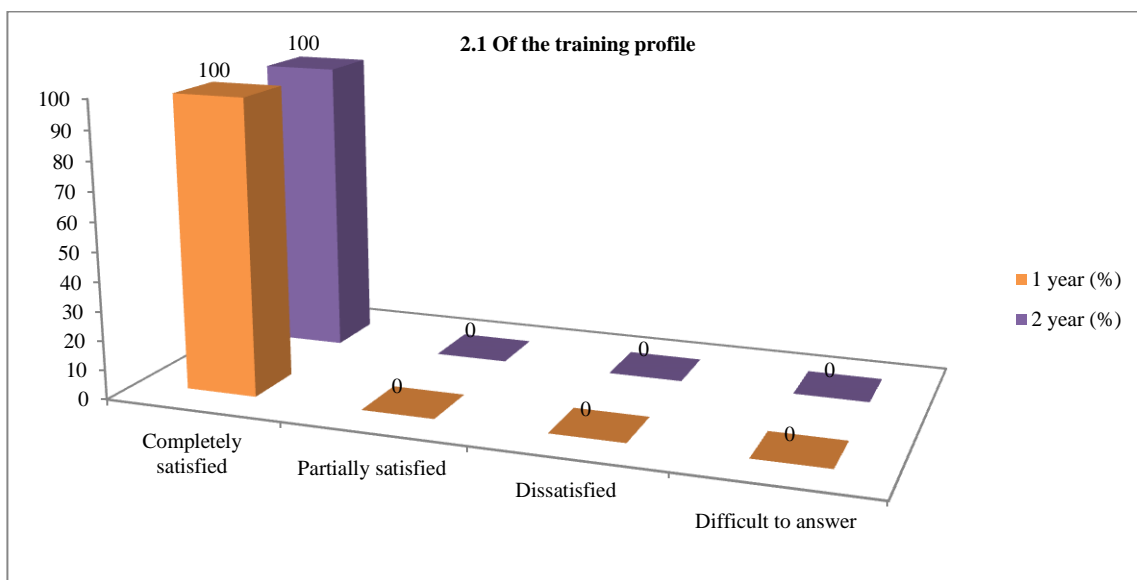 2.1 Of the training profile
100
100
100
90
80
70
60
50
40
30
20
10
0
0
0
0
0
0
0
Completely
satisfied
Partially satisfied
Dissatisfied
Difficult to answer
1 year (%)
2 year (%)